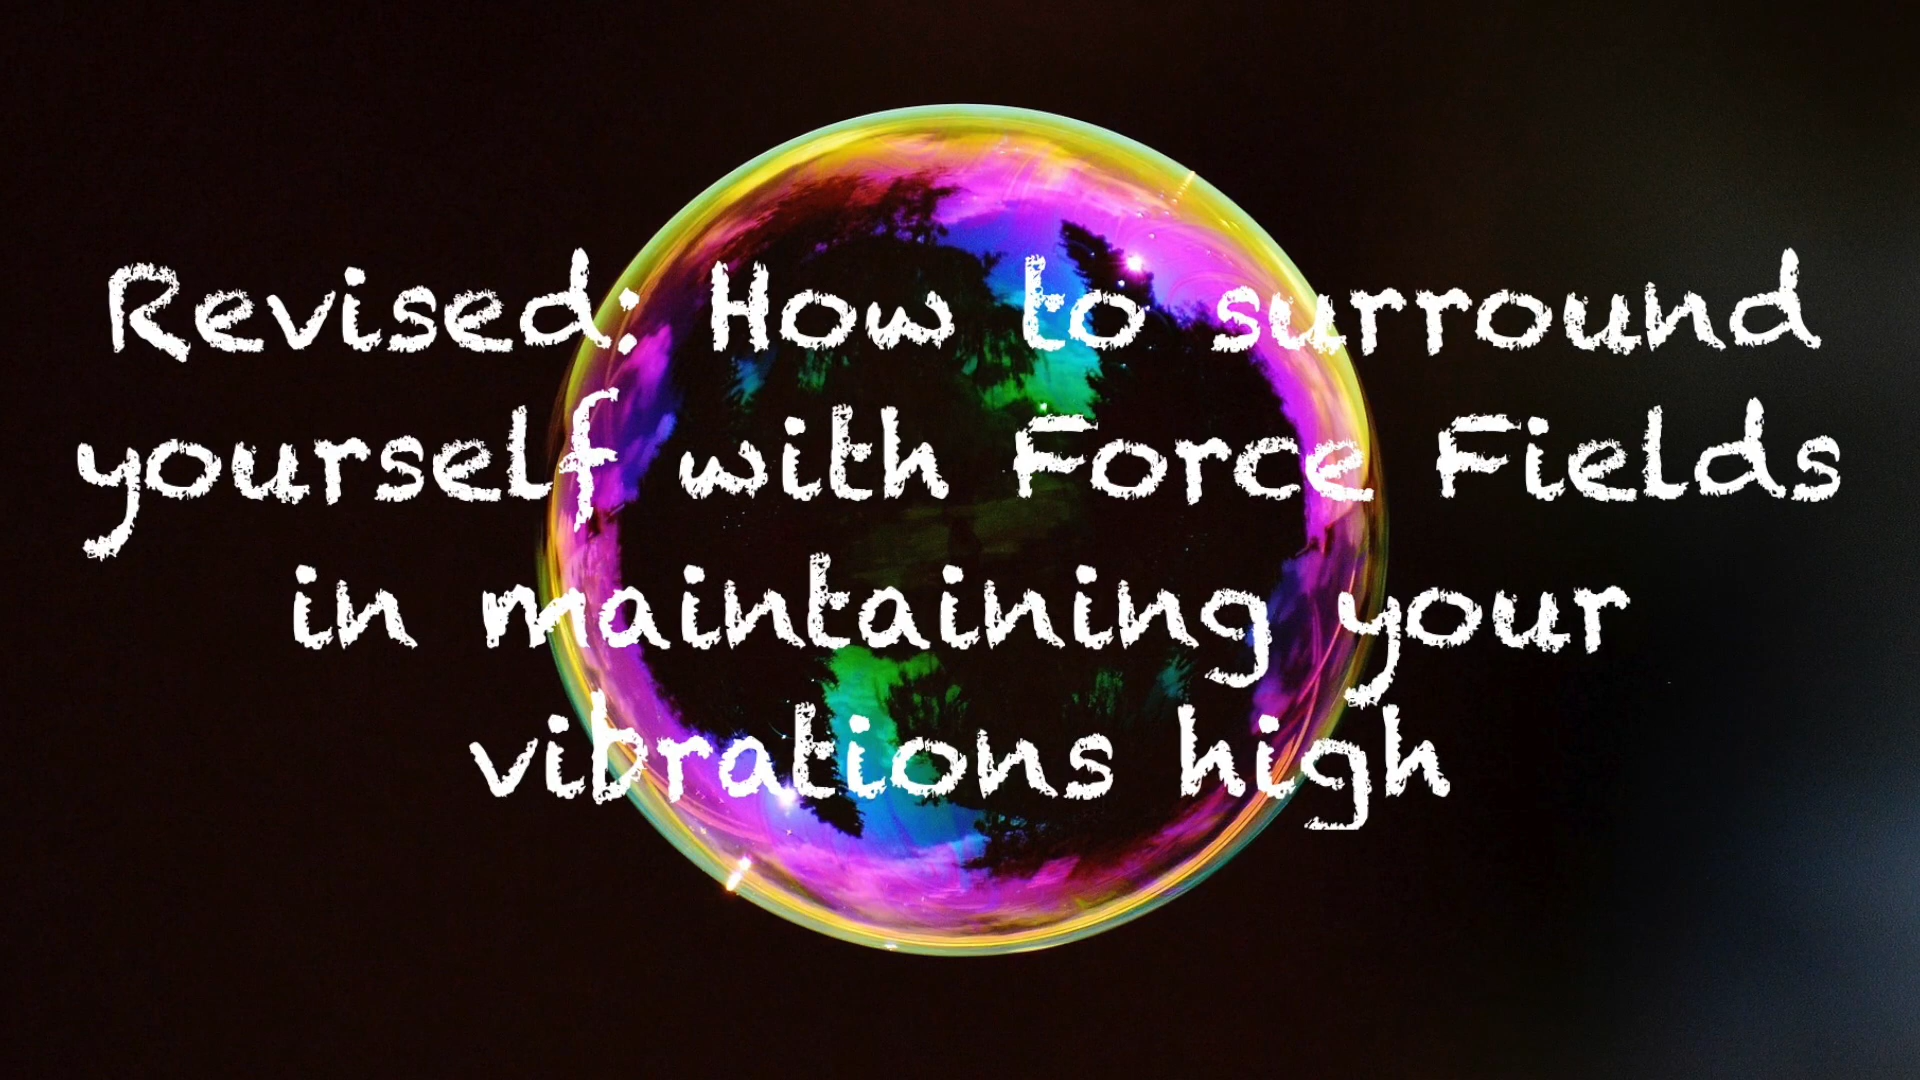 Revised: How to surround
yourself with Force Fields
in maintaining your
vibrations high